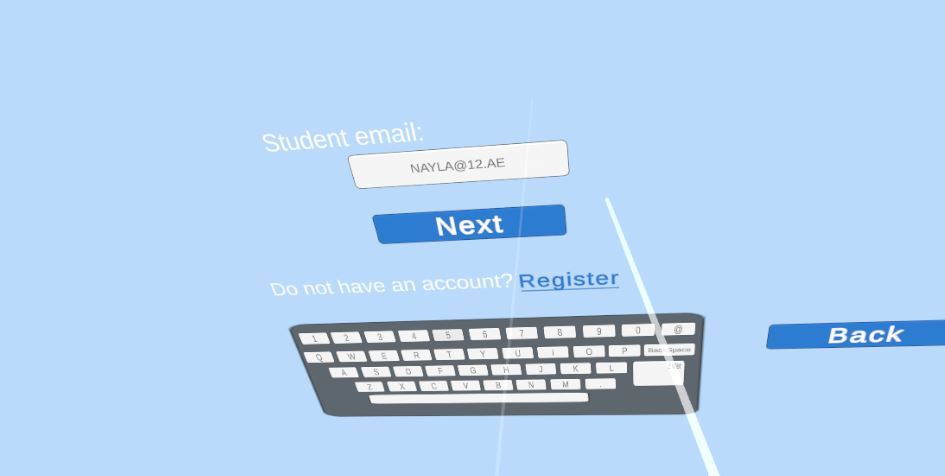 Student email:
NAYLA@12.AE
Next
Do not have an account? Register
1 2 3 4 5 6 7 8 9 0 @
Q W E R T Y U I O P Back Space
A S D F G H J K L
Z X C V B N M .
Back